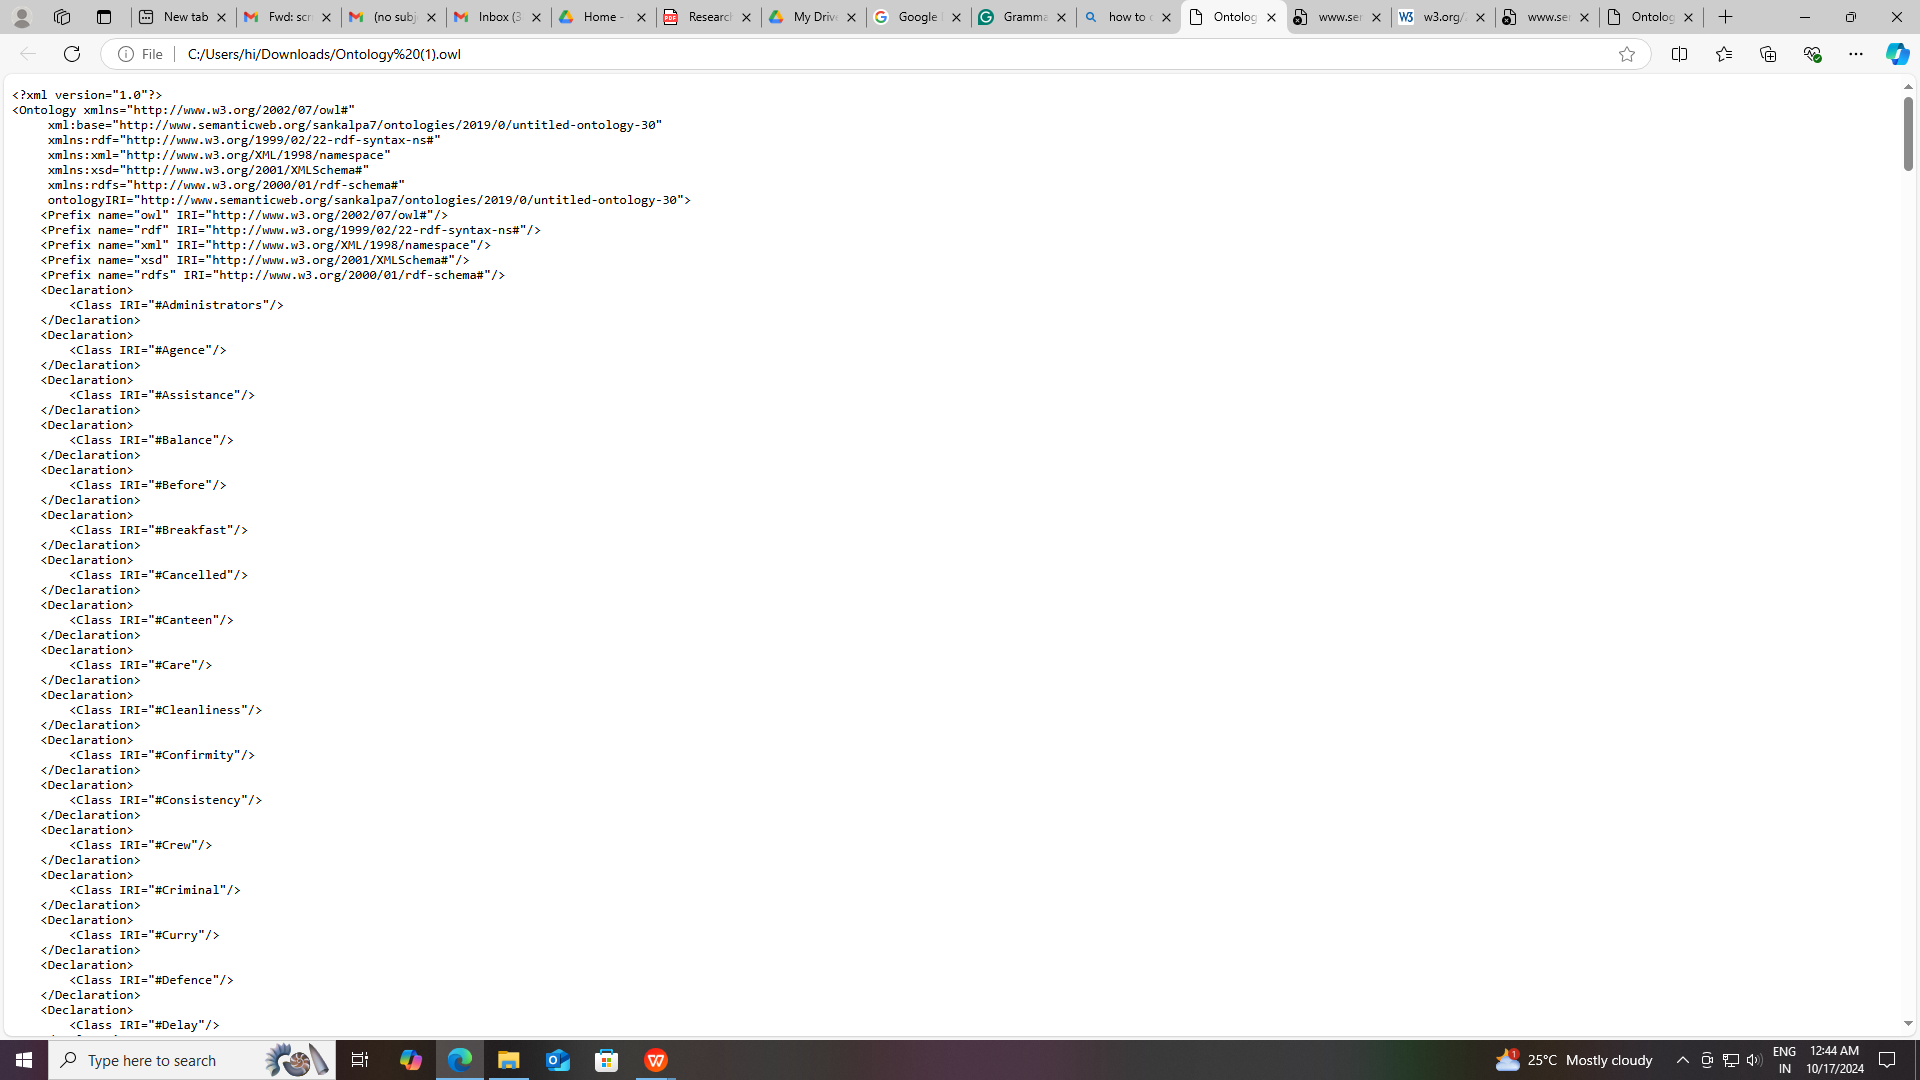 New tab
Fwd: scr
(no subj
Inbox (3
Home -
Research
My Drive
Google
Gramma
how to c
Ontolog
www.ser
w3.org/
www.ser
Ontolog
File
C:/Users/hi/Downloads/Ontology%20(1).owl
<?xml version="1.0"?>
<Ontology xmlns="http://www.w3.org/2002/07/owl#"
xml:base="http://www.semanticweb.org/sankalpa7/ontologies/2019/0/untitled-ontology-30"
xmlns:rdf="http://www.w3.org/1999/02/22-rdf-syntax-ns#"
xmlns:xml="http://www.w3.org/XML/1998/namespace"
xmlns:xsd="http://www.w3.org/2001/XMLSchema#"
xmlns:rdfs="http://www.w3.org/2000/01/rdf-schema#"
ontologyIRI="http://www.semanticweb.org/sankalpa7/ontologies/2019/0/untitled-ontology-30">
<Prefix name="owl" IRI="http://www.w3.org/2002/07/owl#"/>
<Prefix name="rdf" IRI="http://www.w3.org/1999/02/22-rdf-syntax-ns#"/>
<Prefix name="xml" IRI="http://www.w3.org/XML/1998/namespace"/>
<Prefix name="xsd" IRI="http://www.w3.org/2001/XMLSchema#"/>
<Prefix name="rdfs" IRI="http://www.w3.org/2000/01/rdf-schema#"/>
<Declaration>
<Class IRI="#Administrators"/>
</Declaration>
<Declaration>
<Class IRI="#Agence"/>
</Declaration>
<Declaration>
<Class IRI="#Assistance"/>
</Declaration>
<Declaration>
<Class IRI="#Balance"/>
</Declaration>
<Declaration>
<Class IRI="#Before"/>
</Declaration>
<Declaration>
<Class IRI="#Breakfast"/>
</Declaration>
<Declaration>
<Class IRI="#Cancelled"/>
</Declaration>
<Declaration>
<Class IRI="#Canteen"/>
</Declaration>
<Declaration>
<Class IRI="#Care"/>
</Declaration>
<Declaration>
<Class IRI="#Cleanliness"/>
</Declaration>
<Declaration>
<Class IRI="#Confirmity"/>
</Declaration>
<Declaration>
<Class IRI="#Consistency"/>
</Declaration>
<Declaration>
<Class IRI="#Crew"/>
</Declaration>
<Declaration>
<Class IRI="#Criminal"/>
</Declaration>
<Declaration>
<Class IRI="#Curry"/>
</Declaration>
<Declaration>
<Class IRI="#Defence"/>
</Declaration>
<Declaration>
<Class IRI="#Delay"/>
Type here to search
1
25°C Mostly cloudy
ENG
IN
12:44 AM
10/17/2024